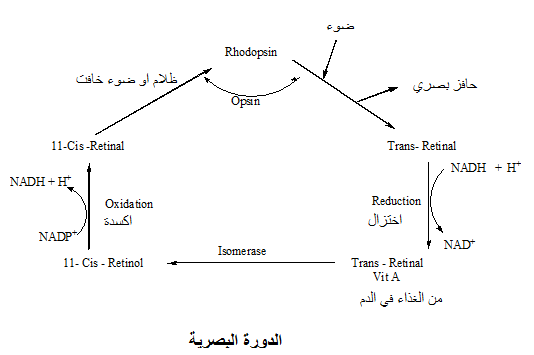 ضوء
Rhodopsin
ظلام او ضوء خافت
حافز بصري
Opsin
11-Cis -Retinal
Trans- Retinal
NADH + H+
NADH + H+
Oxidation
اكسدة
Reduction
اختزال
NADP+
NAD+
Isomerase
11- Cis - Retinol
Trans - Retinal
Vit A
من الغذاء في الدم
الدورة البصرية